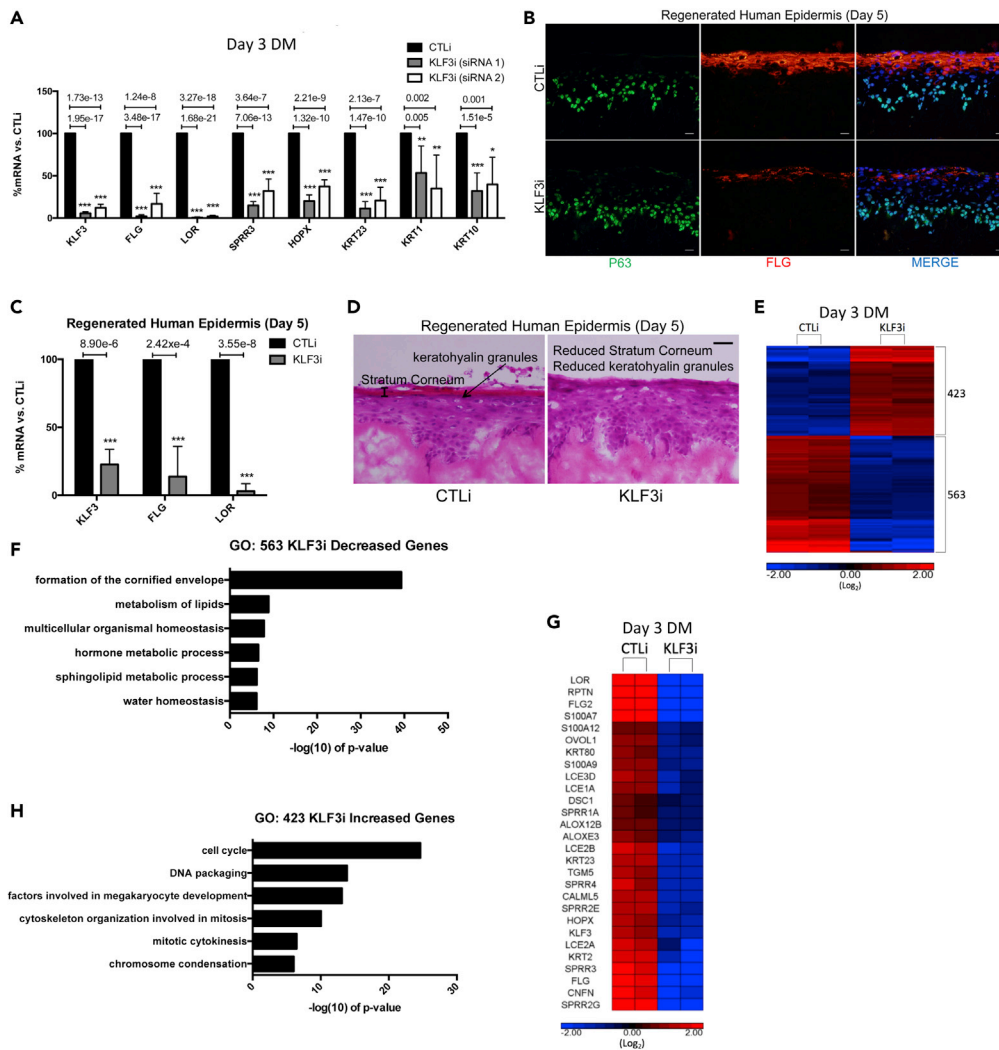 A
Day 3 DM
CTLi
KLF3i (siRNA 1)
KLF3i (siRNA 2)
1.73e-13 1.24e-8 3.27e-18 3.64e-7 2.21e-9 2.13e-7 0.002 0.001
1.95e-17 3.48e-17 1.68e-21 7.06e-13 1.32e-10 1.47e-10 0.005 1.51e-5
%mRNA vs. CTLi
100
50
0
*** *** *** *** *** *** *** *** *** *** *** *** ** ** *** *
KLF3 FLG LOR SPRR3 HOPX KRT23 KRT1 KRT10
B
Regenerated Human Epidermis (Day 5)
CTLi
KLF3i
P63 FLG MERGE
C
Regenerated Human Epidermis (Day 5)
8.90e-6 2.42xe-4 3.55e-8
CTLi
KLF3i
% mRNA vs. CTLi
100
50
0
*** *** ***
KLF3 FLG LOR
D
Regenerated Human Epidermis (Day 5)
keratohyalin granules
Stratum Corneum
Reduced Stratum Corneum
Reduced keratohyalin granules
CTLi KLF3i
E
Day 3 DM
CTLi KLF3i
423
563
-2.00 0.00 2.00
(Log2)
F
GO: 563 KLF3i Decreased Genes
formation of the cornified envelope
metabolism of lipids
multicellular organismal homeostasis
hormone metabolic process
sphingolipid metabolic process
water homeostasis
0 10 20 30 40 50
-log(10) of p-value
G
Day 3 DM
CTLi KLF3i
LOR
RPTN
FLG2
S100A7
S100A12
OVOL1
KRT80
S100A9
LCE3D
LCE1A
DSC1
SPRR1A
ALOX12B
ALOXE3
LCE2B
KRT23
TGM5
SPRR4
CALML5
SPRR2E
HOPX
KLF3
LCE2A
KRT2
SPRR3
FLG
CNFN
SPRR2G
-2.00 0.00 2.00
(Log2)
H
GO: 423 KLF3i Increased Genes
cell cycle
DNA packaging
factors involved in megakaryocyte development
cytoskeleton organization involved in mitosis
mitotic cytokinesis
chromosome condensation
0 10 20 30
-log(10) of p-value